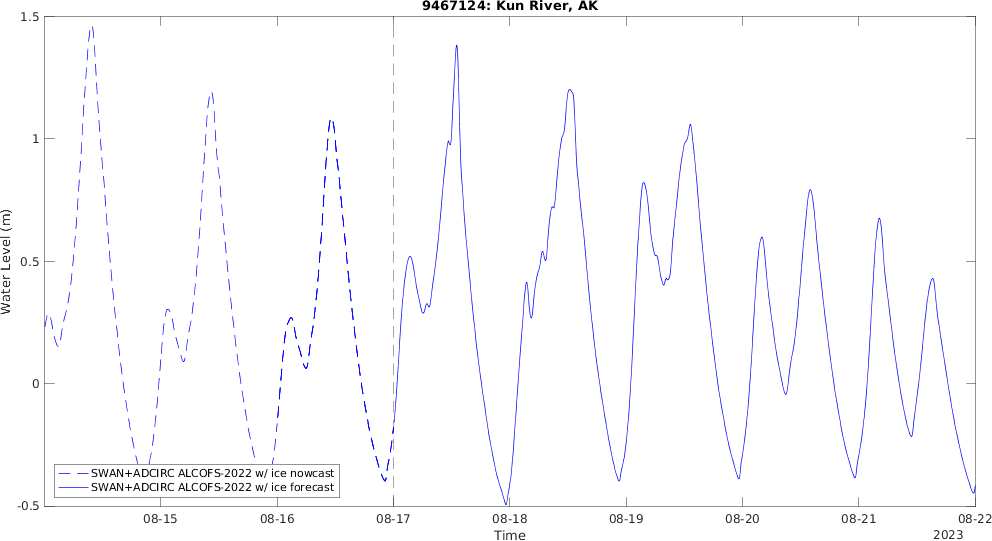 9467124: Kun River, AK
1.5
1
0.5
0
-0.5
Water Level (m)
SWAN+ADCIRC ALCOFS-2022 w/ ice nowcast
SWAN+ADCIRC ALCOFS-2022 w/ ice forecast
08-15 08-16 08-17 08-18 08-19 08-20 08-21 08-22
Time
2023